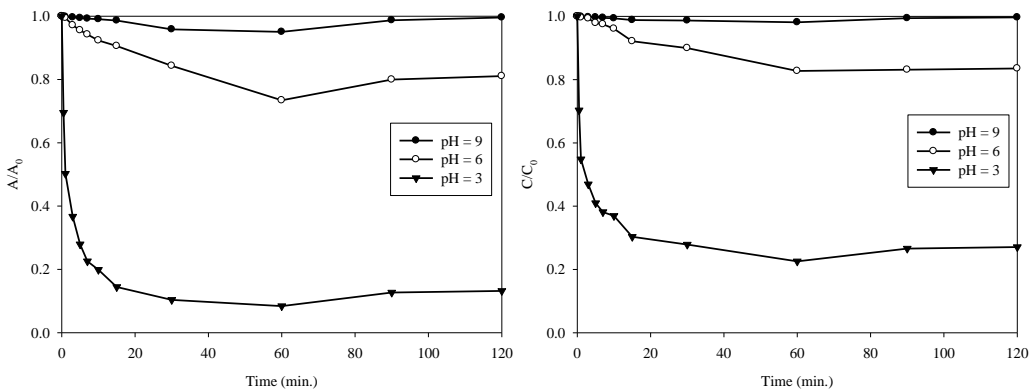 1.0
0.8
0.6
0.4
0.2
0.0
A/A0
0 20 40 60 80 100 120
Time (min.)
pH = 9
pH = 6
pH = 3
1.0
0.8
0.6
0.4
0.2
0.0
C/C0
0 20 40 60 80 100 120
Time (min.)
pH = 9
pH = 6
pH = 3